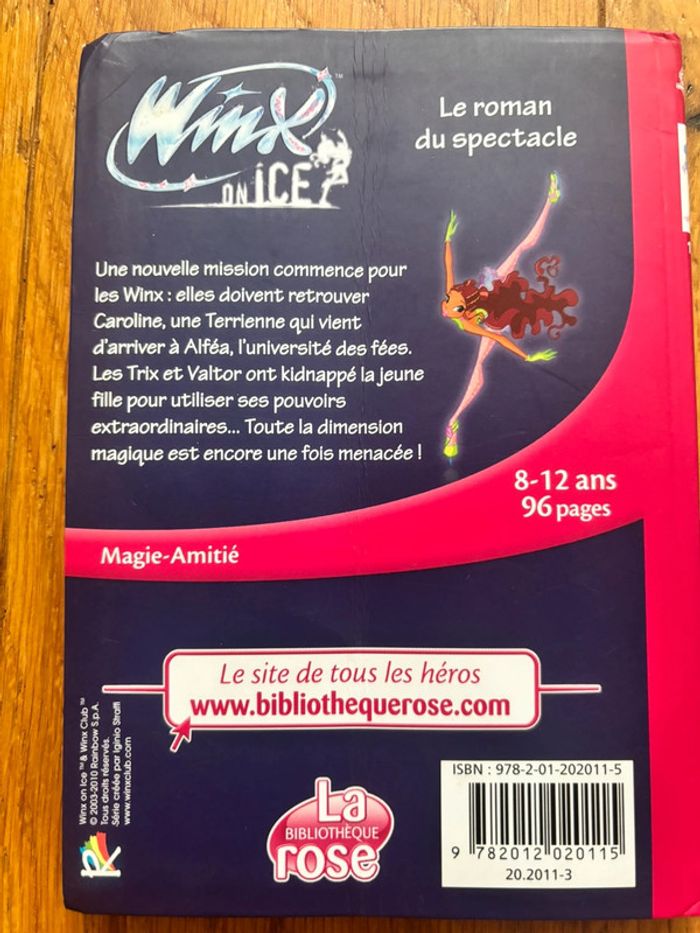 Winx™
ON ICE
Le roman
du spectacle
Une nouvelle mission commence pour
les Winx : elles doivent retrouver
Caroline, une Terrienne qui vient
d'arriver à Alféa, l'université des fées.
Les Trix et Valtor ont kidnappé la jeune
fille pour utiliser ses pouvoirs
extraordinaires... Toute la dimension
magique est encore une fois menacée !
8-12 ans
96 pages
Magie-Amitié
Le site de tous les héros
www.bibliothequerose.com
Winx on Ice™ & Winx Club™
© 2003-2010 Rainbow S.p.A.
Tous droits réservés.
Série créée par Iginio Straffi
www.winxclub.com
La
BIBLIOTHÈQUE
rose
ISBN : 978-2-01-202011-5
9 782012 020115
20.2011-3